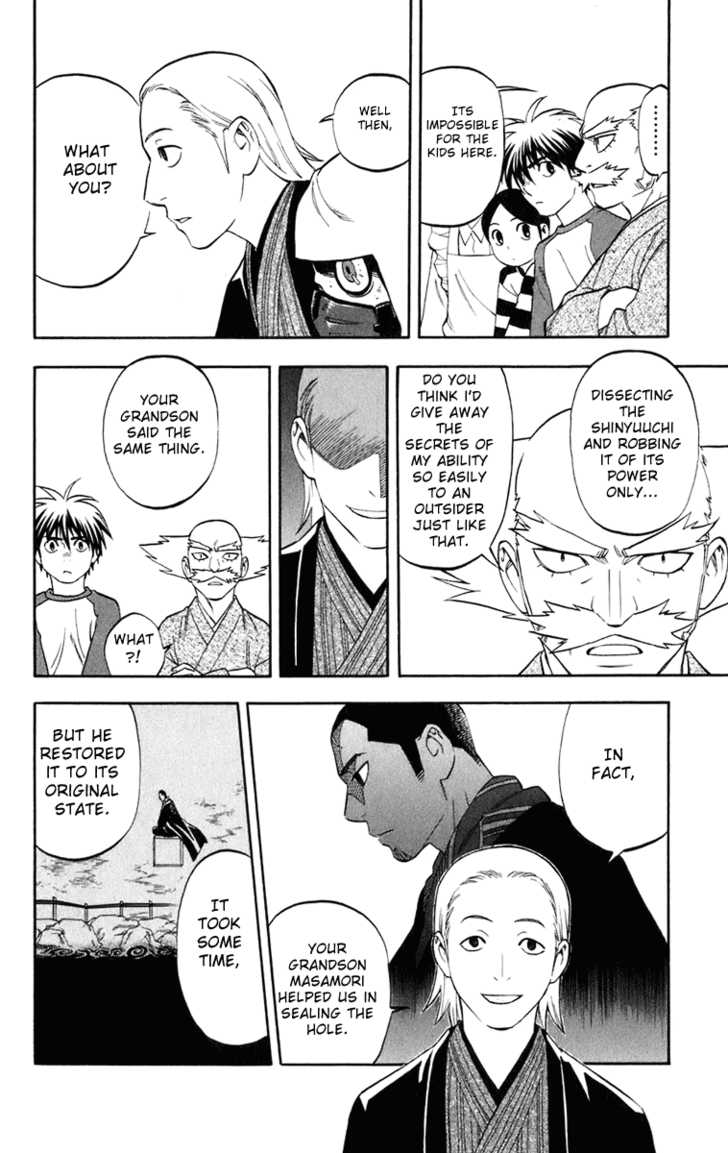 ITS
IMPOSSIBLE
FOR THE
KIDS HERE.
WELL
THEN,
WHAT
ABOUT
YOU?
DISSECTING
THE
SHINYUUCHI
AND ROBBING
IT OF ITS
POWER
ONLY...
DO YOU
THINK I'D
GIVE AWAY
THE
SECRETS OF
MY ABILITY
SO EASILY
TO AN
OUTSIDER
JUST LIKE
THAT.
YOUR
GRANDSON
SAID THE
SAME THING.
WHAT
?!
IN
FACT,
YOUR
GRANDSON
MASAMORI
HELPED US IN
SEALING THE
HOLE.
IT
TOOK
SOME
TIME,
BUT HE
RESTORED
IT TO ITS
ORIGINAL
STATE.